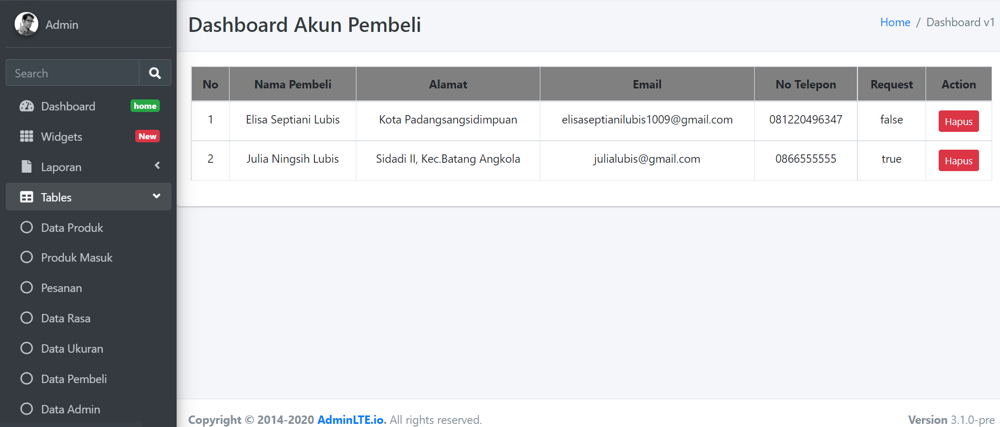 Admin
Search
Dashboard home
Widgets New
Laporan
Tables
Data Produk
Produk Masuk
Pesanan
Data Rasa
Data Ukuran
Data Pembeli
Data Admin
Dashboard Akun Pembeli
Home / Dashboard v1
No Nama Pembeli Alamat Email No Telepon Request Action
1 Elisa Septiani Lubis Kota Padangsangsidimpuan elisaseptianilubis1009@gmail.com 081220496347 false Hapus
2 Julia Ningsih Lubis Sidadi II, Kec.Batang Angkola julialubis@gmail.com 0866555555 true Hapus
Copyright © 2014-2020 AdminLTE.io. All rights reserved.
Version 3.1.0-pre